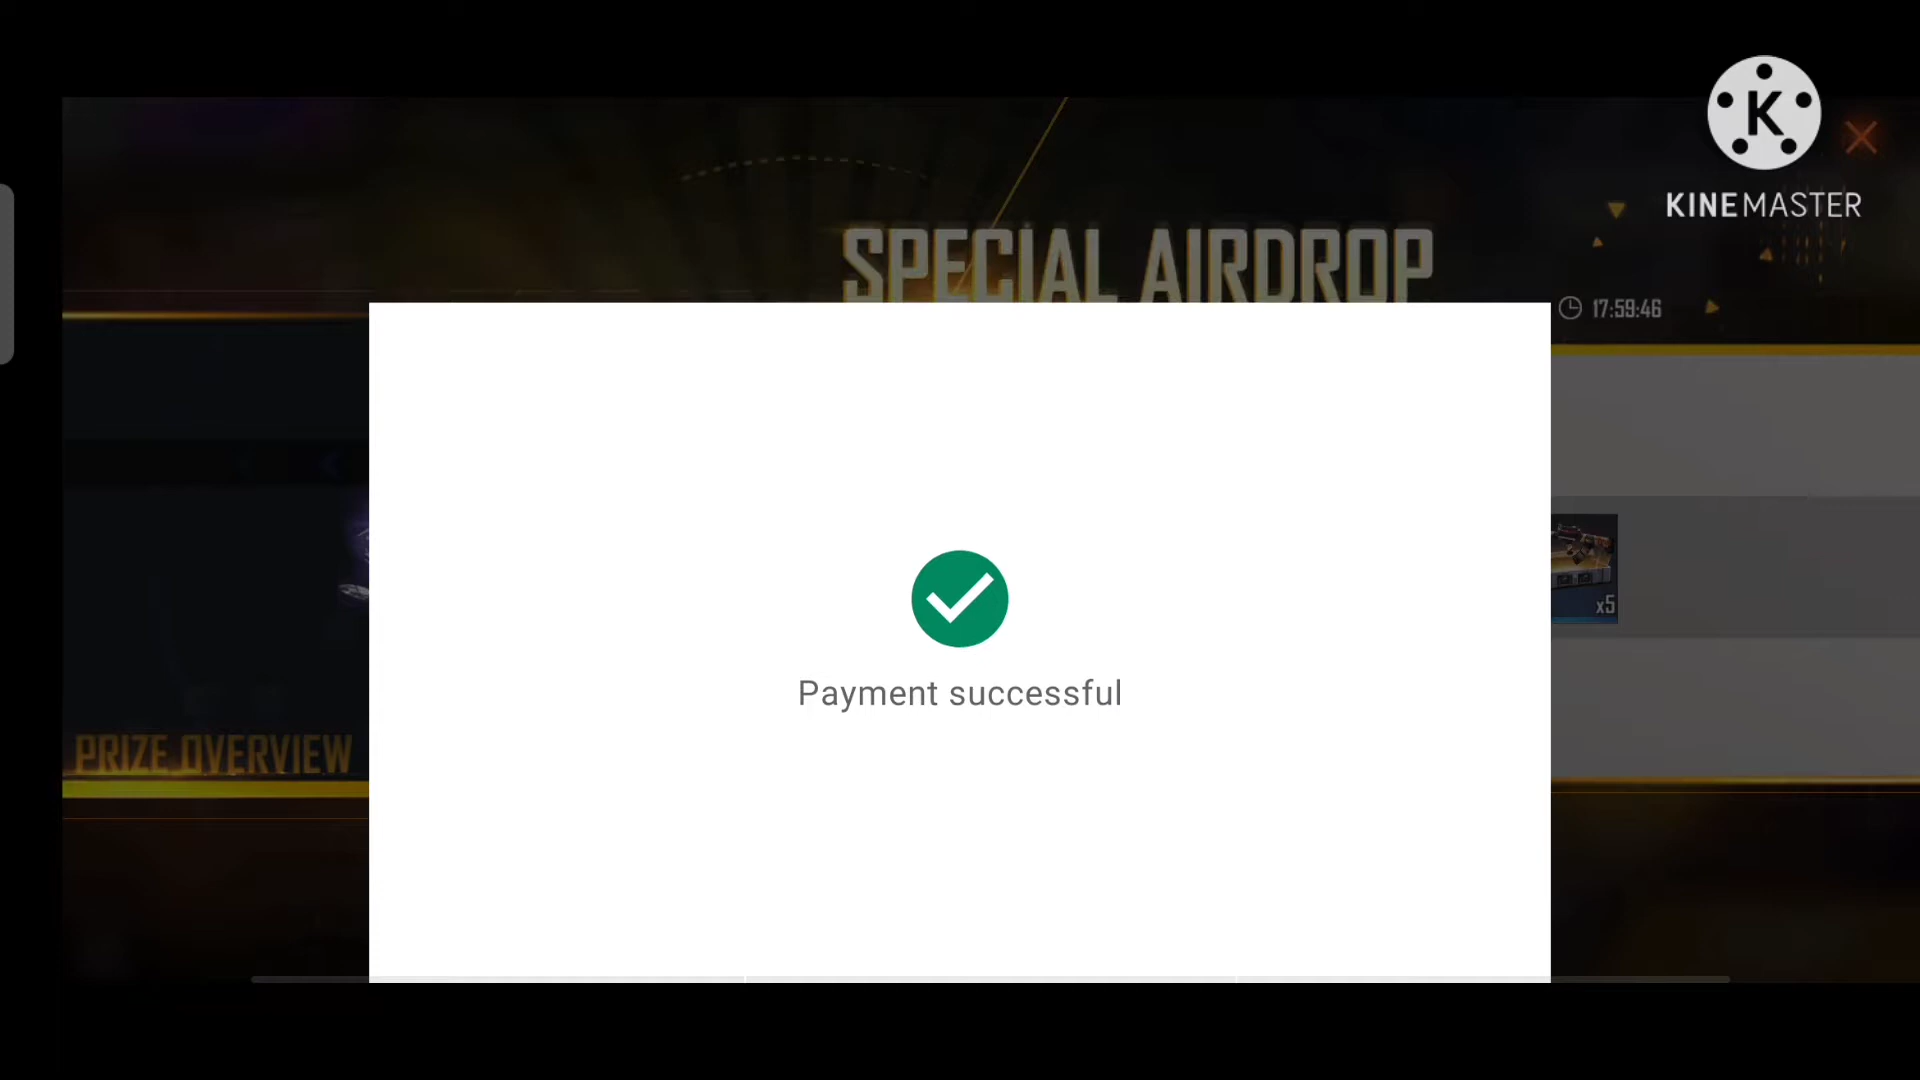 K
KINEMASTER
SPECIAL AIRDROP
17:59:46
x5
Payment successful
PRIZE OVERVIEW